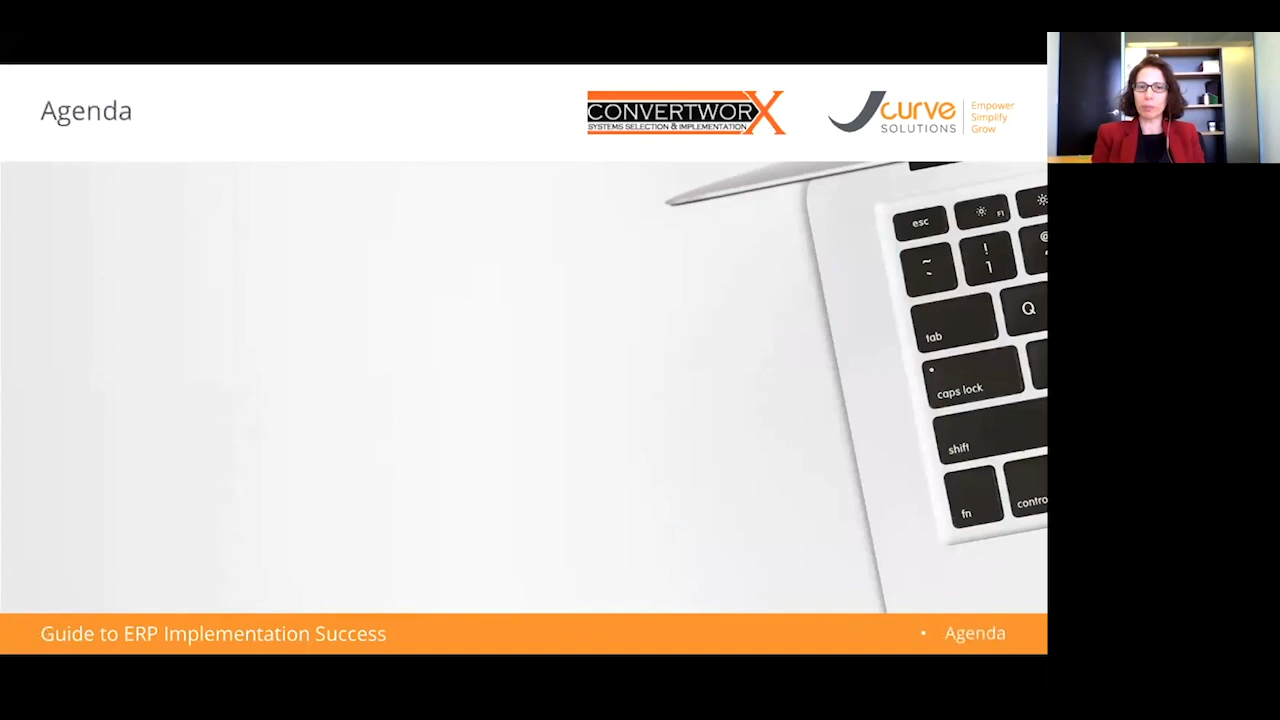 Agenda
CONVERTWORX
SYSTEMS SELECTION & IMPLEMENTATION
Jcurve
SOLUTIONS
Empower
Simplify
Grow
esc
F1
~
!
1
@
tab
Q
caps lock
shift
fn
contro
Guide to ERP Implementation Success
• Agenda